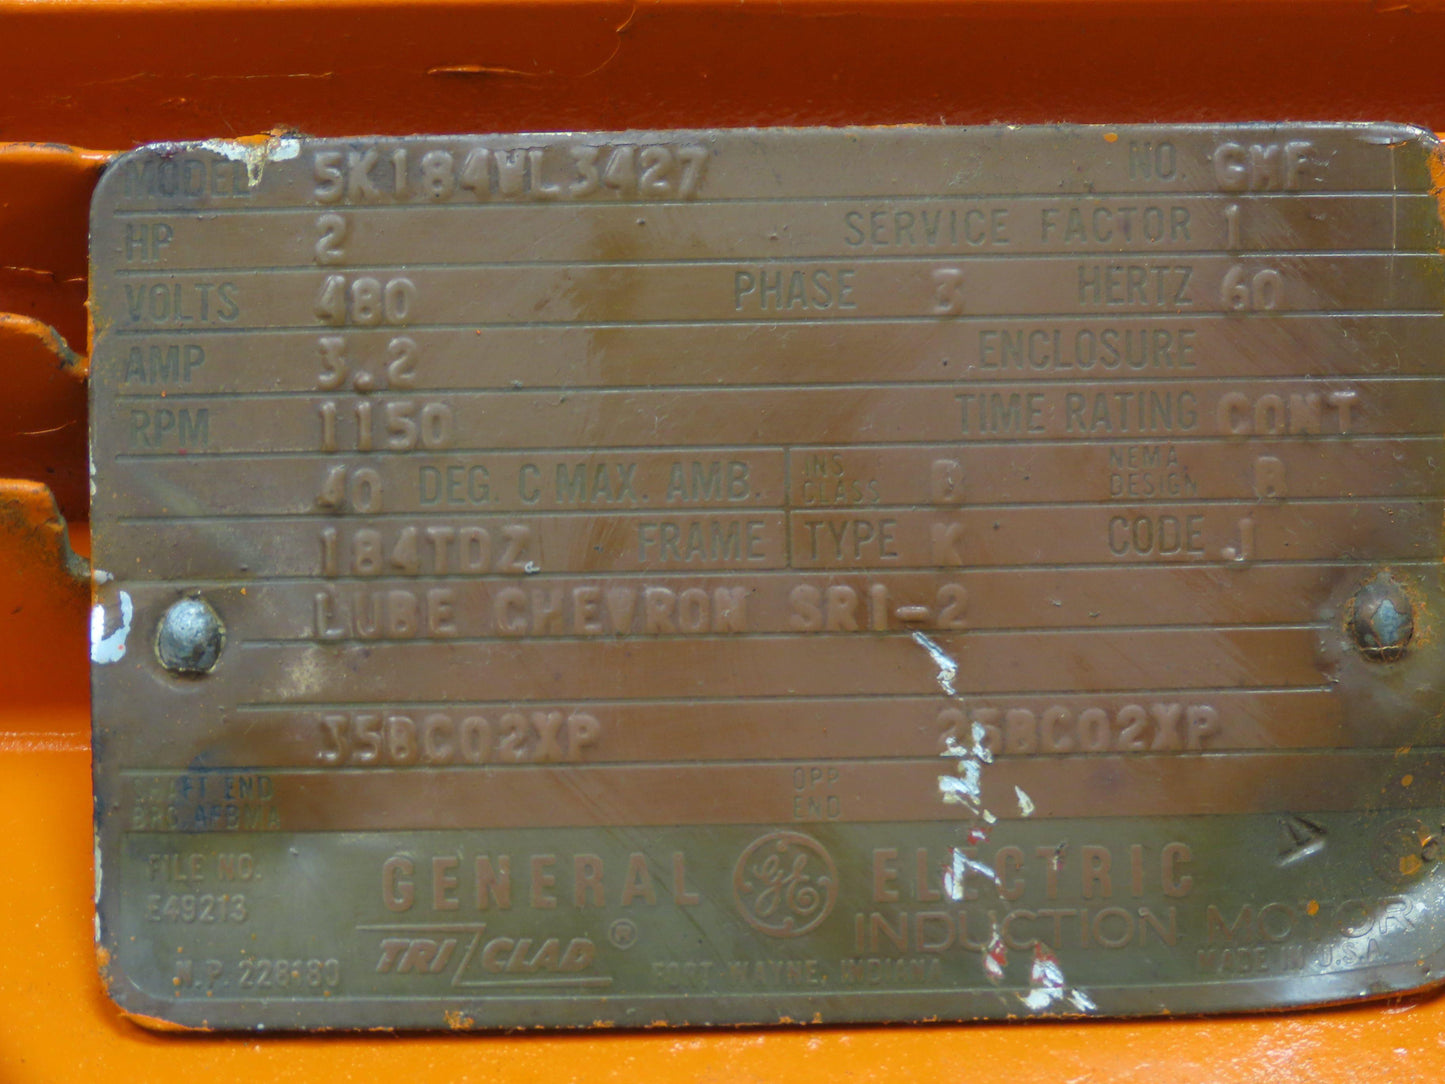 MODEL 5K184WL3427 NO. GMF
HP 2 SERVICE FACTOR 1
VOLTS 480 PHASE 3 HERTZ 60
AMP 3.2 ENCLOSURE
RPM 1150 TIME RATING CONT
40 DEG. C MAX. AMB. INS CLASS B NEMA DESIGN B
184TDZ FRAME TYPE K CODE J
LUBE CHEVRON SRI-2
35BC02XP 25BC02XP
SHAFT END BRG. AFBMA OPP END
FILE NO. E49213
GENERAL GE ELECTRIC
TRI/CLAD ® INDUCTION MOTOR
N.P. 228180 FORT WAYNE, INDIANA MADE IN U.S.A.